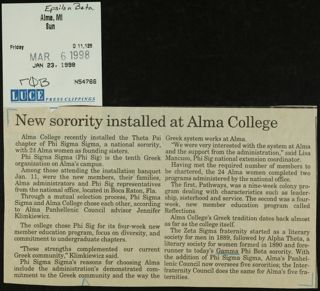 Epsilon Beta
Alma, MI
Sun
Friday
D 11,129
MAR 6 1998
JAN 23, 1998
ΓΦΒ
N54766
LUCE PRESS CLIPPINGS
New sorority installed at Alma College
Alma College recently installed the Theta Psi
chapter of Phi Sigma Sigma, a national sorority,
with 24 Alma women as founding sisters.
Phi Sigma Sigma (Phi Sig) is the tenth Greek
organization on Alma's campus.
Among those attending the installation banquet
Jan. 11, were the new members, their families,
Alma administrators and Phi Sig representatives
from the national office, located in Boca Raton, Fla.
Through a mutual selection process, Phi Sigma
Sigma and Alma College chose each other, according
to Alma Panhellenic Council adviser Jennifer
Klimkiewicz.
The college chose Phi Sig for its four-week new
member education program, focus on diversity, and
commitment to undergraduate chapters.
"These strengths complemented our current
Greek community," Klimkiewicz said.
Phi Sigma Sigma's reasons for choosing Alma
include the administration's demonstrated com-
mitment to the Greek community and the way the
Greek system works at Alma.
"We were very interested with the system at Alma
and the support from the administration," said Lisa
Mancuso, Phi Sig national extension coordinator.
Having met the required number of members to
be chartered, the 24 Alma women completed two
programs administered by the national office.
The first, Pathways, was a nine-week colony pro-
gram dealing with characteristics such as leader-
ship, sisterhood and service. The second was a four-
week, new member education program called
Reflections
Alma College's Greek tradition dates back almost
as far as the college itself.
The Zeta Sigma fraternity started as a literary
society for men in 1889, followed by Alpha Theta, a
literary society for women formed in 1890 and fore-
runner to today's Gamma Phi Beta sorority. With
the addition of Phi Sigma Sigma, Alma's Panhel-
lenic Council now oversees five sororities; the Inter-
fraternity Council does the same for Alma's five fra-
ternities.